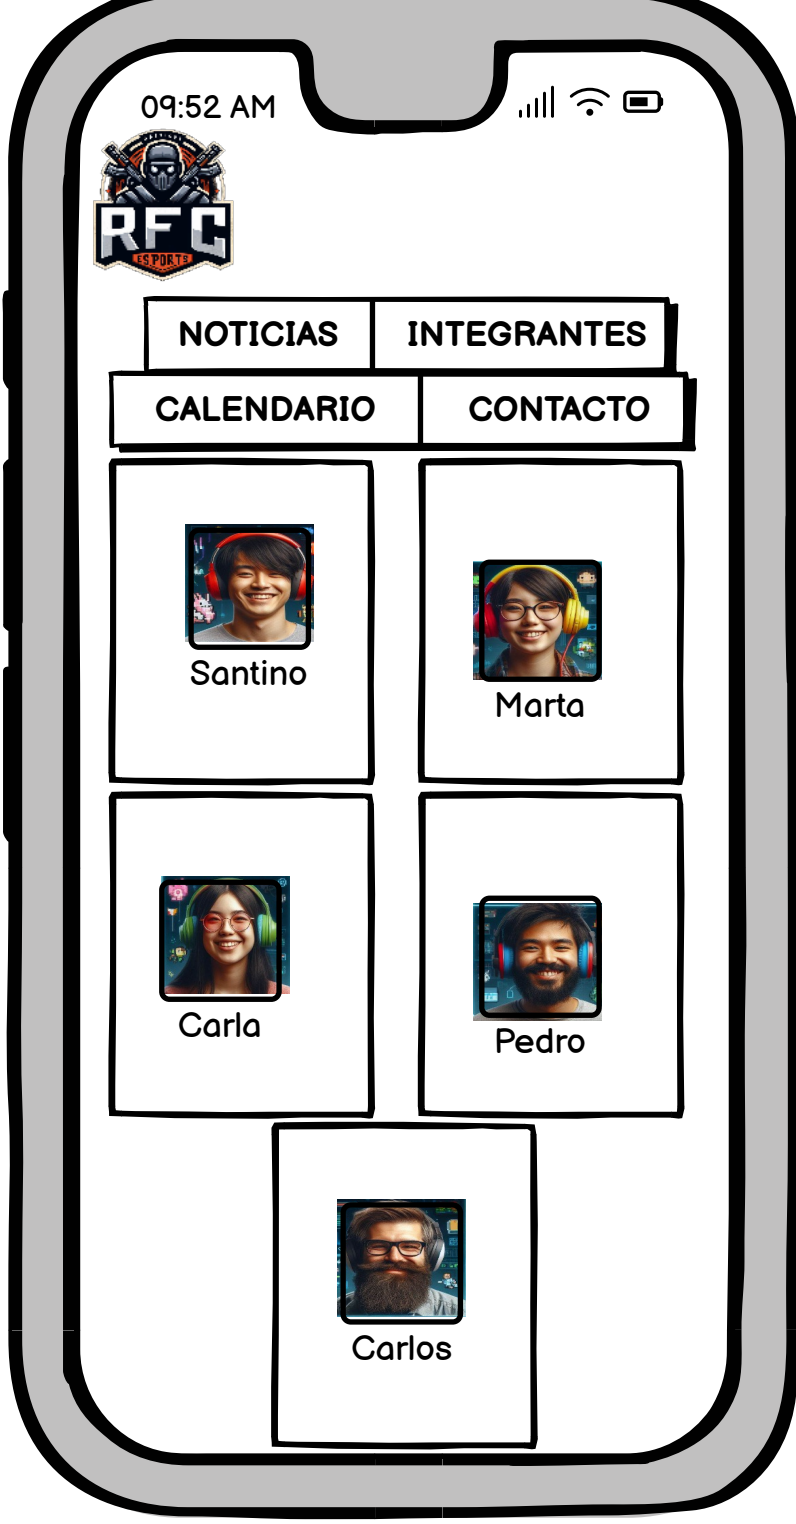 09:52 AM
RFC
ESPORTS
NOTICIAS INTEGRANTES
CALENDARIO CONTACTO
Santino
Marta
Carla
Pedro
Carlos